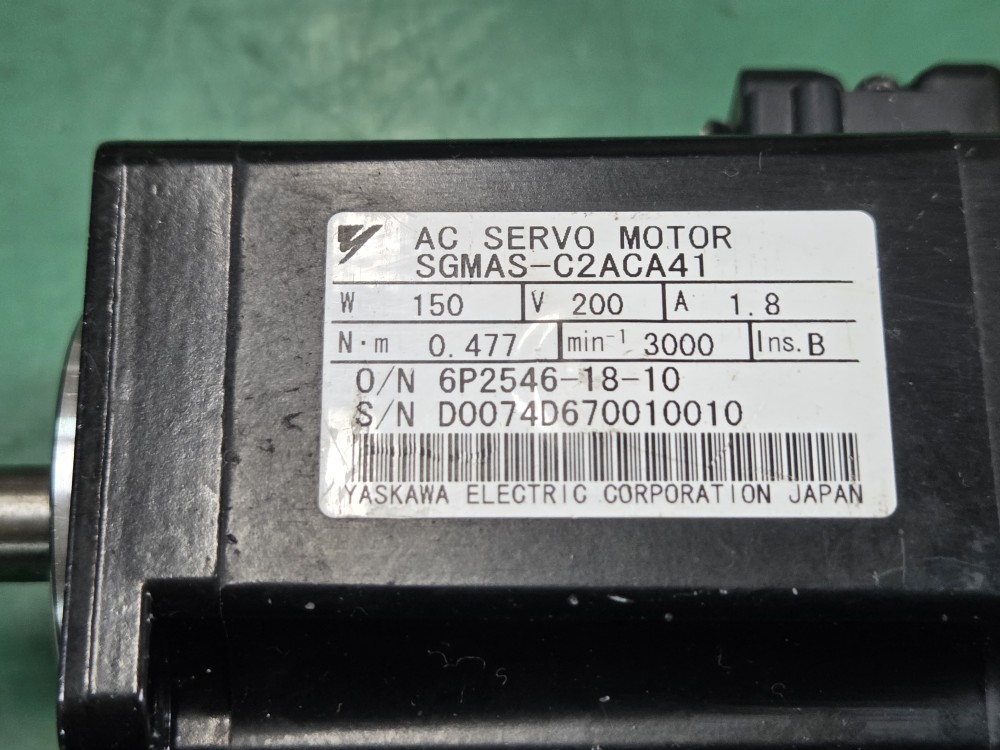 AC SERVO MOTOR
SGMAS-C2ACA41
W 150 V 200 A 1.8
N·m 0.477 min⁻¹ 3000 Ins. B
O/N 6P2546-18-10
S/N D0074D670010010
YASKAWA ELECTRIC CORPORATION JAPAN